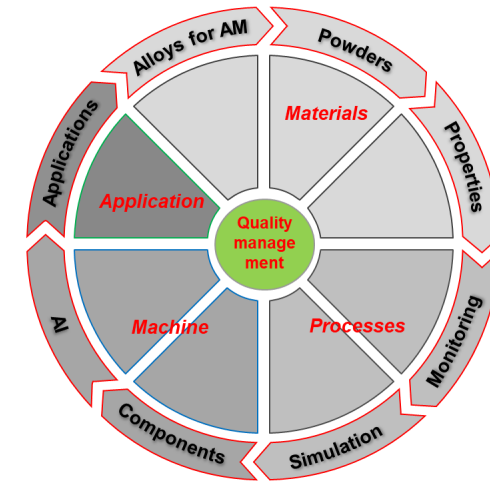 Alloys for AM
Powders
Properties
Monitoring
Simulation
Components
AI
Applications
Materials
Application
Quality
manage
ment
Machine
Processes